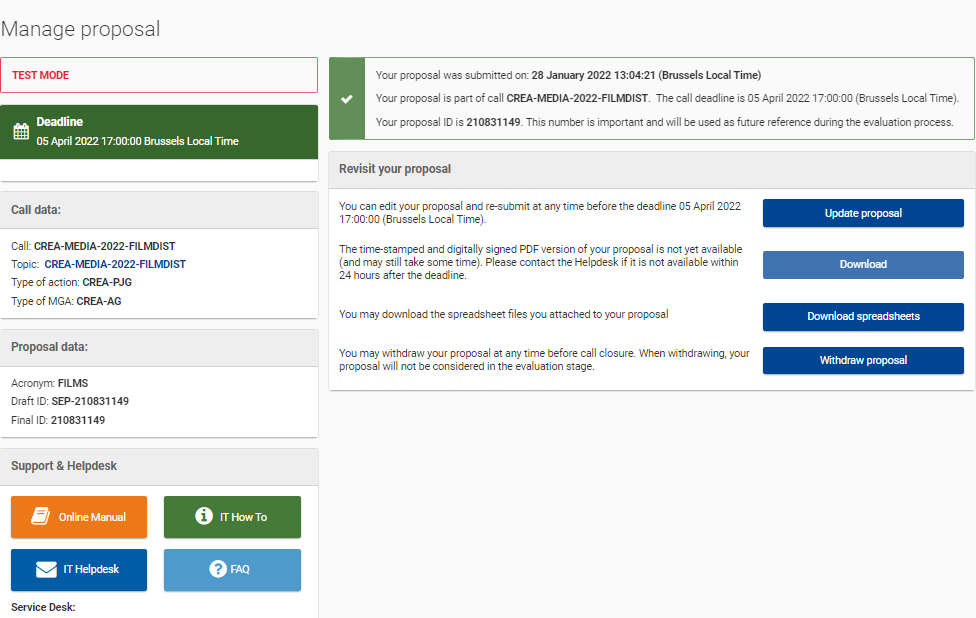 Manage proposal
TEST MODE
Deadline
05 April 2022 17:00:00 Brussels Local Time
Call data:
Call: CREA-MEDIA-2022-FILMDIST
Topic: CREA-MEDIA-2022-FILMDIST
Type of action: CREA-PJG
Type of MGA: CREA-AG
Proposal data:
Acronym: FILMS
Draft ID: SEP-210831149
Final ID: 210831149
Support & Helpdesk
Online Manual
IT How To
IT Helpdesk
FAQ
Service Desk:
Your proposal was submitted on: 28 January 2022 13:04:21 (Brussels Local Time)
Your proposal is part of call CREA-MEDIA-2022-FILMDIST. The call deadline is 05 April 2022 17:00:00 (Brussels Local Time).
Your proposal ID is 210831149. This number is important and will be used as future reference during the evaluation process.
Revisit your proposal
You can edit your proposal and re-submit at any time before the deadline 05 April 2022
17:00:00 (Brussels Local Time).
Update proposal
The time-stamped and digitally signed PDF version of your proposal is not yet available
(and may still take some time). Please contact the Helpdesk if it is not available within
24 hours after the deadline.
Download
You may download the spreadsheet files you attached to your proposal
Download spreadsheets
You may withdraw your proposal at any time before call closure. When withdrawing, your
proposal will not be considered in the evaluation stage.
Withdraw proposal